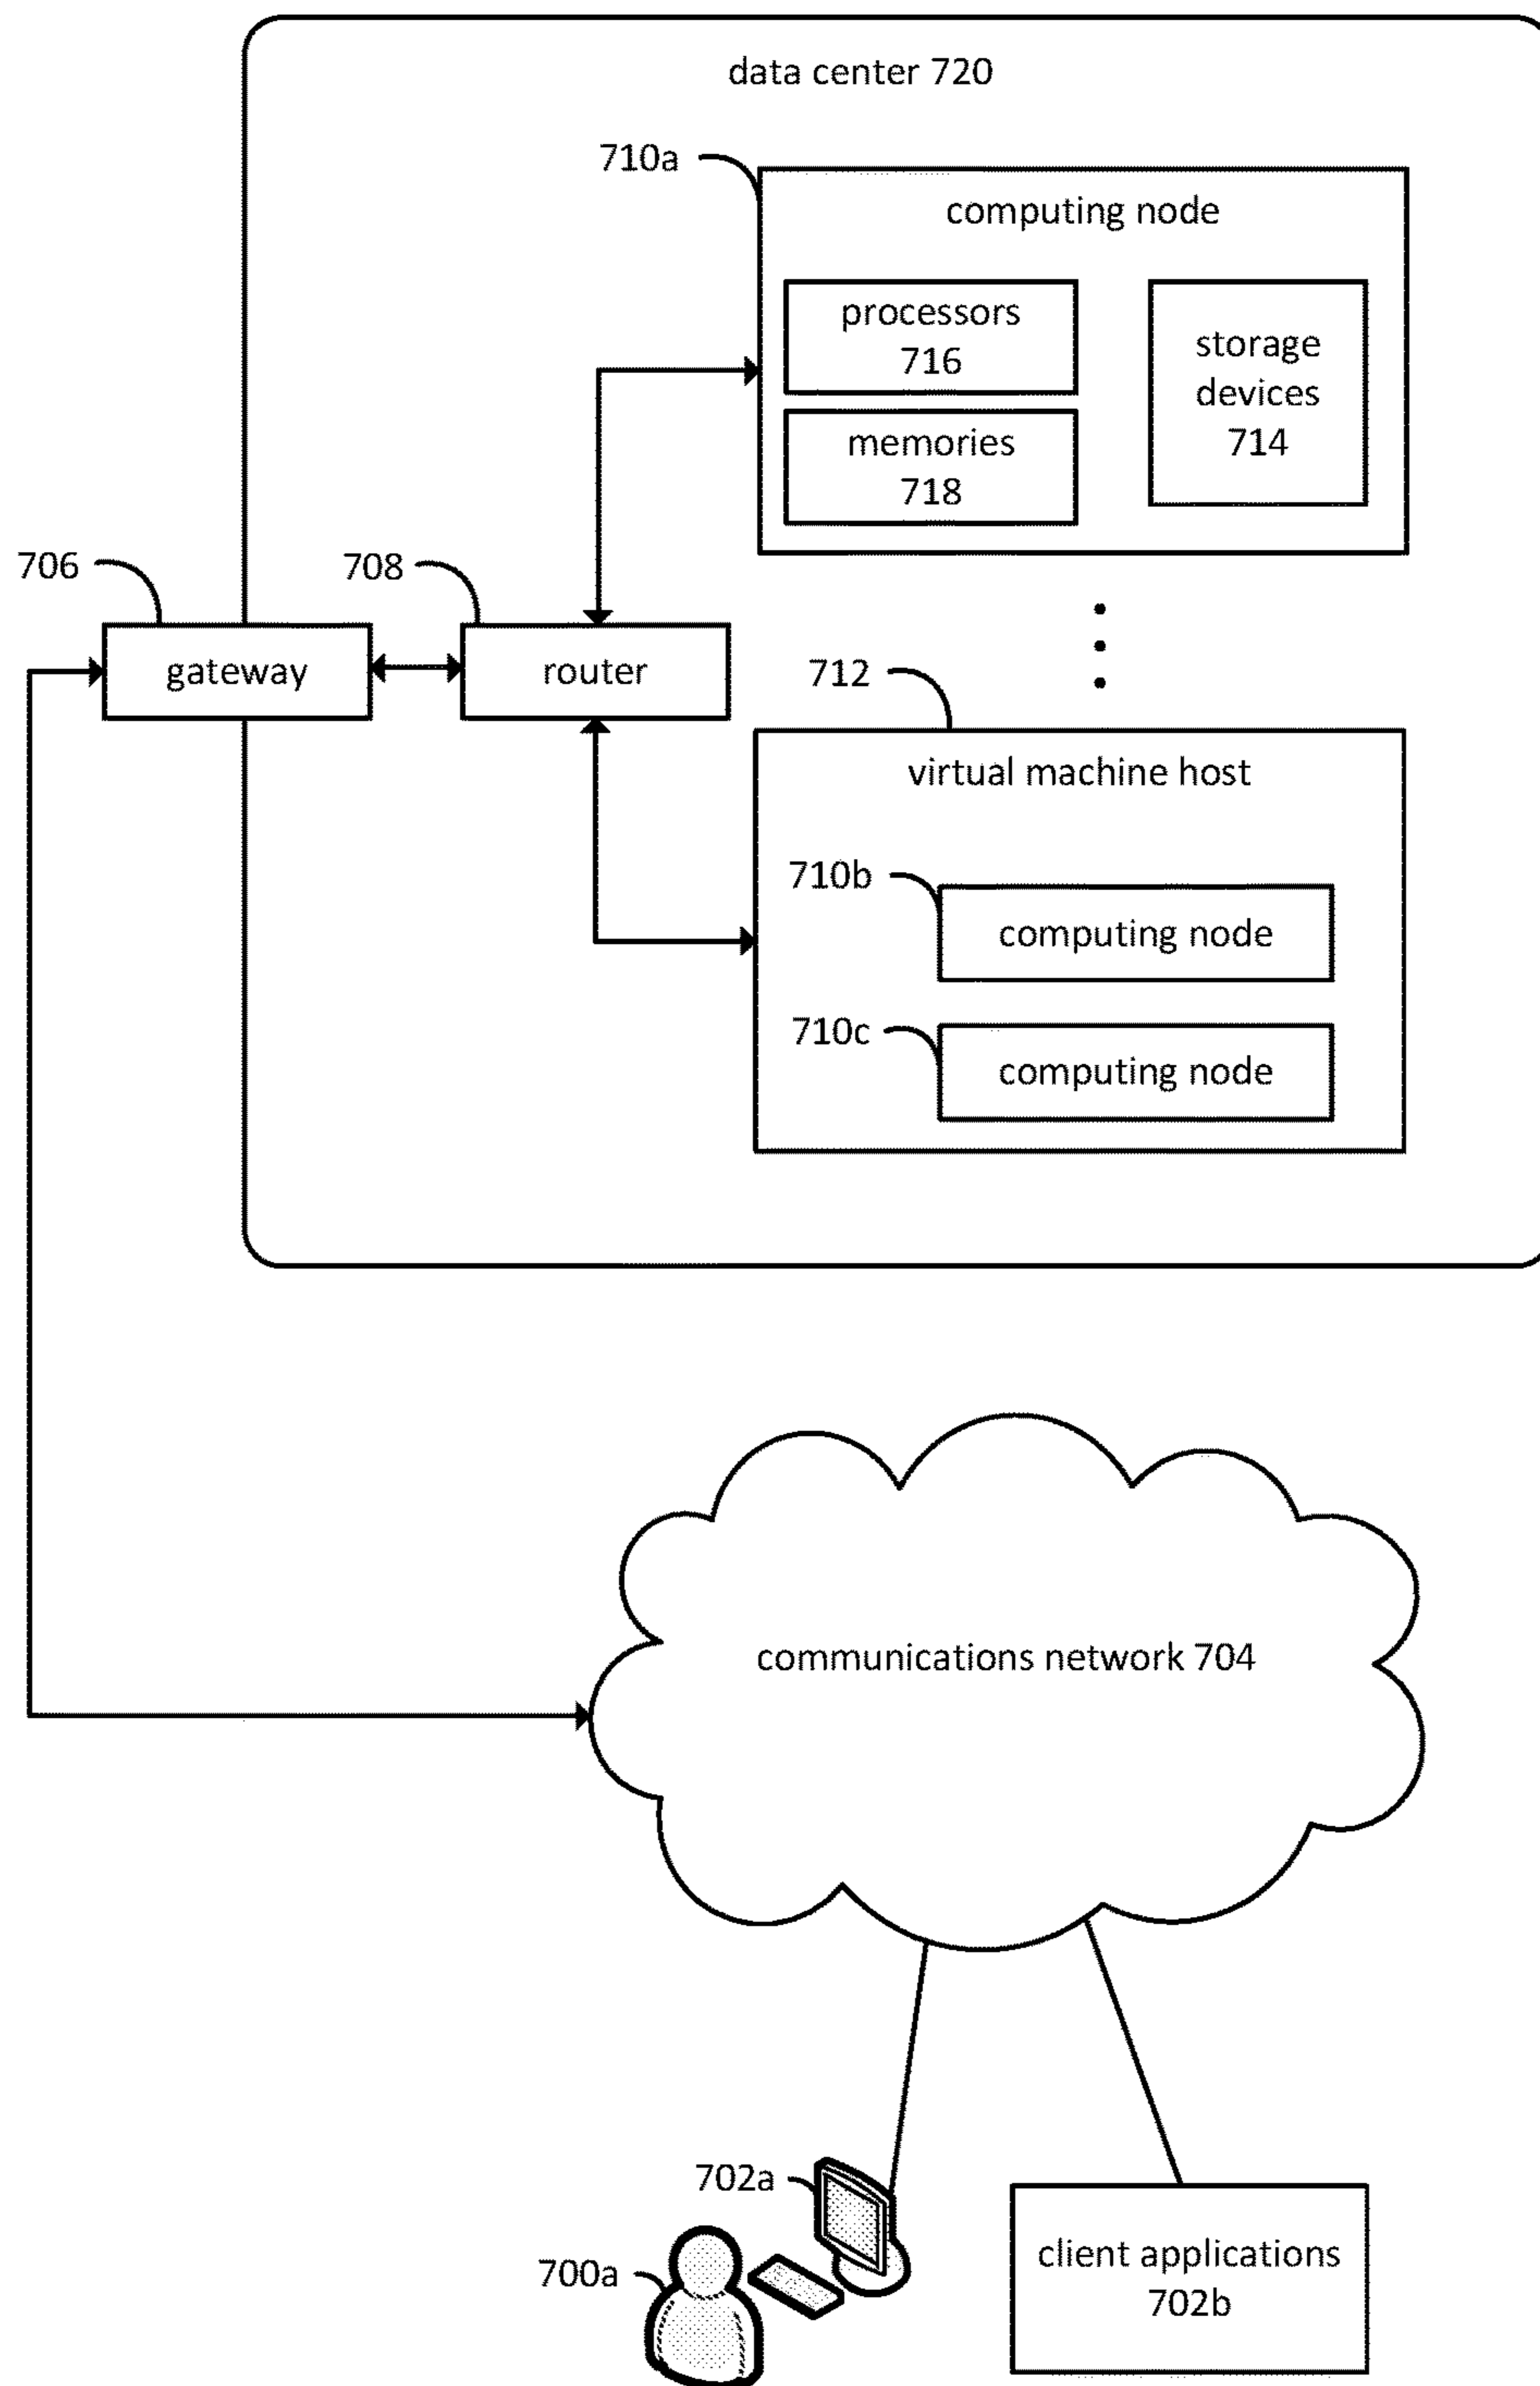 data center 720
710a
computing node
processors
716
storage
devices
714
memories
718
706
708
gateway
router
712
virtual machine host
710b
computing node
710c
computing node
communications network 704
702a
700a
client applications
702b